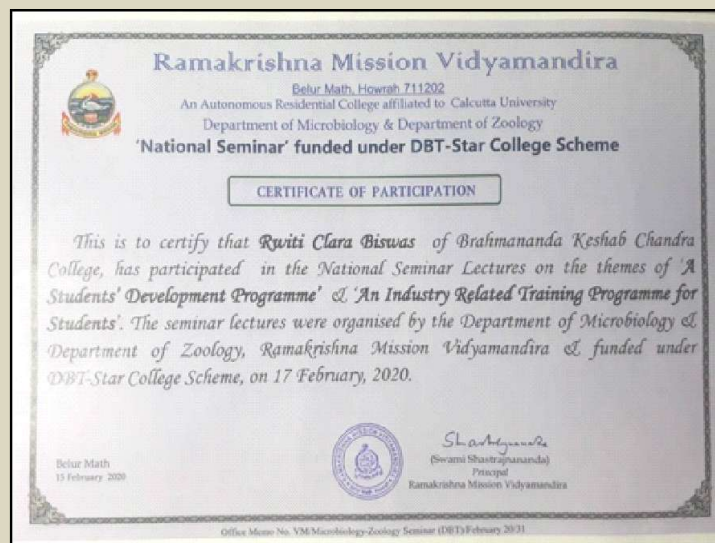 Ramakrishna Mission Vidyamandira
Belur Math, Howrah 711202
An Autonomous Residential College affiliated to Calcutta University
Department of Microbiology & Department of Zoology
'National Seminar' funded under DBT-Star College Scheme
CERTIFICATE OF PARTICIPATION
This is to certify that Rwiti Clara Biswas of Brahmananda Keshab Chandra
College, has participated in the National Seminar Lectures on the themes of 'A
Students' Development Programme' & 'An Industry Related Training Programme for
Students'. The seminar lectures were organised by the Department of Microbiology &
Department of Zoology, Ramakrishna Mission Vidyamandira & funded under
DBT-Star College Scheme, on 17 February, 2020.
Belur Math
15 February 2020
(Swami Shastrajnananda)
Principal
Ramakrishna Mission Vidyamandira
Office Memo No. VM/Microbiology-Zoology Seminar (DBT)/February 20/31